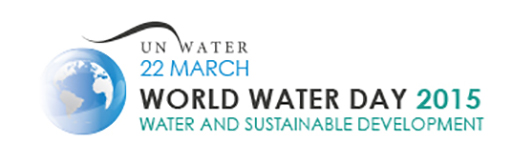 UN WATER
22 MARCH
WORLD WATER DAY 2015
WATER AND SUSTAINABLE DEVELOPMENT